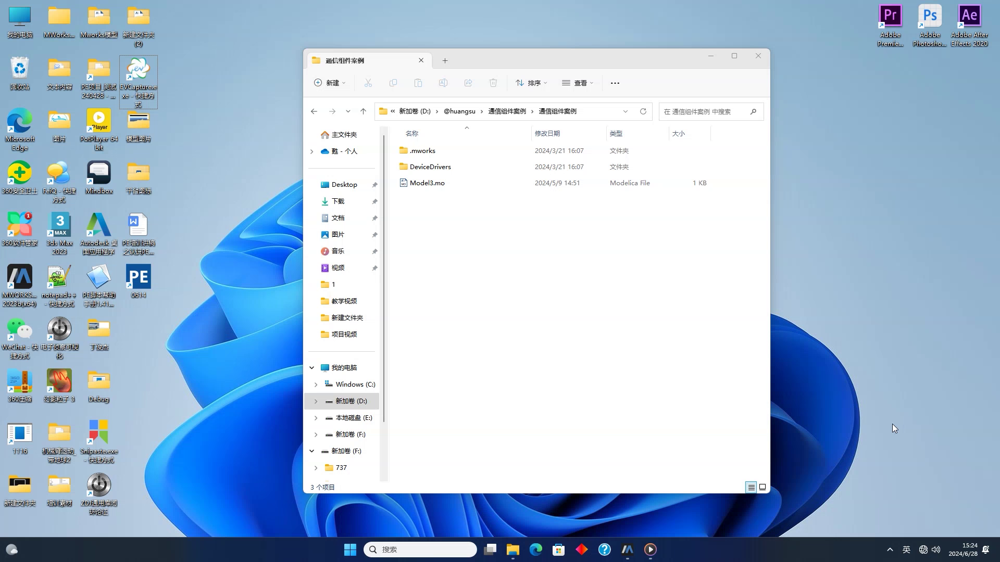 我的电脑
MWorks...
Mworks模型
新建文件夹
(2)
回收站
文本内容
PE项目_测试
240428 - ...
EVCapture.e
xe - 快捷方
式
Microsoft
Edge
图片
Player
PotPlayer 64
bit
模型图片
360安全卫士
FeiQ - 快捷
方式
Mindbox
平台图标
1
360软件管家
3
MAX
3ds Max
2023
Autodesk 桌
面应用程序
PE培训讲稿
之认识PE...
MWORKS...
2023b(x64)
notepad++
- 快捷方式
PE脚本帮助
手册1.41...
PE
0614
WeChat - 快
捷方式
电子侦察可视
化
丁俊杰
360
ZIP
360压缩
幻影粒子 3
Debug
1116
机械臂运动_
带地球2
Snipaste.exe
- 快捷方式
新建文件夹
培训素材
ZDJ通用库闭
环论证
Pr
Adobe
Premie...
Ps
Adobe
Photosho...
Ae
Adobe After
Effects 2020
通信组件案例
新建
排序
查看
« 新加卷 (D:) › @huangsu › 通信组件案例 › 通信组件案例
在 通信组件案例 中搜索
主文件夹
甦 - 个人
Desktop
下载
文档
图片
音乐
视频
1
教学视频
新建文件夹
项目视频
我的电脑
Windows (C:)
新加卷 (D:)
本地磁盘 (E:)
新加卷 (F:)
新加卷 (F:)
737
名称 修改日期 类型 大小
.mworks 2024/3/21 16:07 文件夹
DeviceDrivers 2024/3/21 16:07 文件夹
Model3.mo 2024/5/9 14:51 Modelica File 1 KB
3 个项目
搜索
英
15:24
2024/6/28